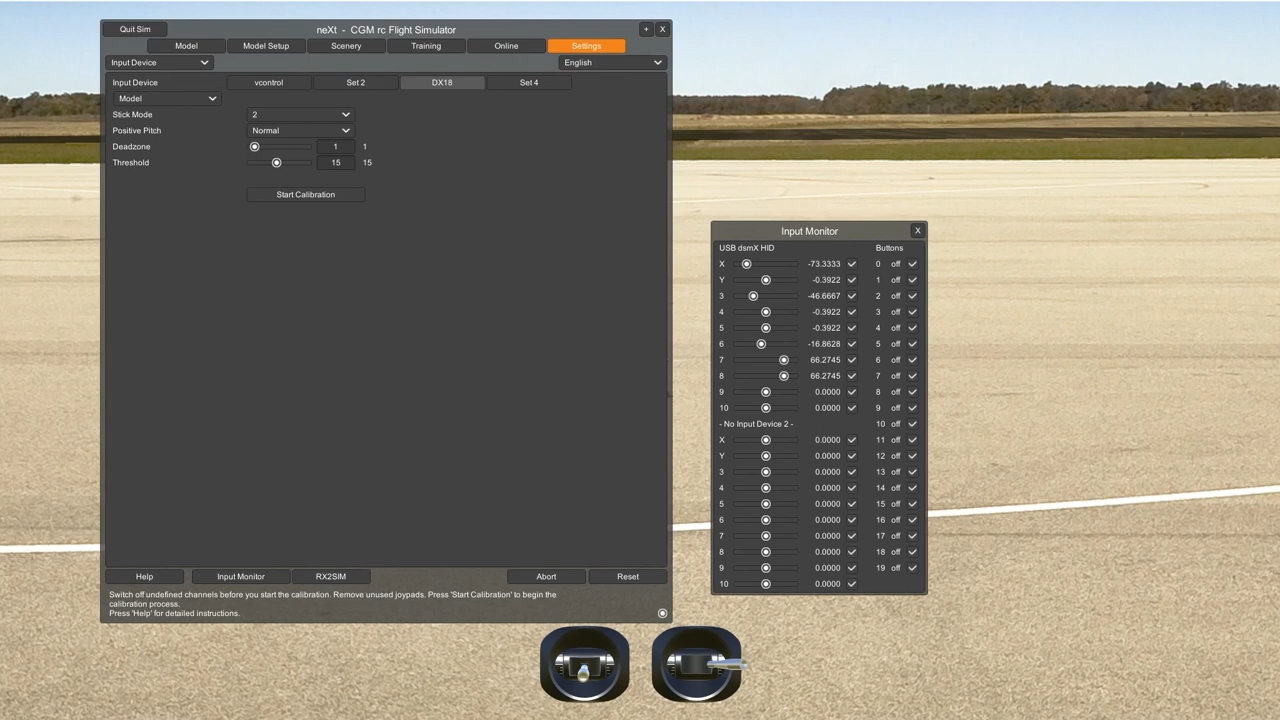 Quit Sim neXt - CGM rc Flight Simulator + X
Model Model Setup Scenery Training Online Settings
Input Device English
Input Device vcontrol Set 2 DX18 Set 4
Model
Stick Mode 2
Positive Pitch Normal
Deadzone 1 1
Threshold 15 15
Start Calibration
Help Input Monitor RX2SIM Abort Reset
Switch off undefined channels before you start the calibration. Remove unused joypads. Press 'Start Calibration' to begin the
calibration process.
Press 'Help' for detailed instructions.
Input Monitor X
USB dsmX HID Buttons
X -73.3333 0 off
Y -0.3922 1 off
3 -46.6667 2 off
4 -0.3922 3 off
5 -0.3922 4 off
6 -16.8628 5 off
7 66.2745 6 off
8 66.2745 7 off
9 0.0000 8 off
10 0.0000 9 off
- No Input Device 2 - 10 off
X 0.0000 11 off
Y 0.0000 12 off
3 0.0000 13 off
4 0.0000 14 off
5 0.0000 15 off
6 0.0000 16 off
7 0.0000 17 off
8 0.0000 18 off
9 0.0000 19 off
10 0.0000